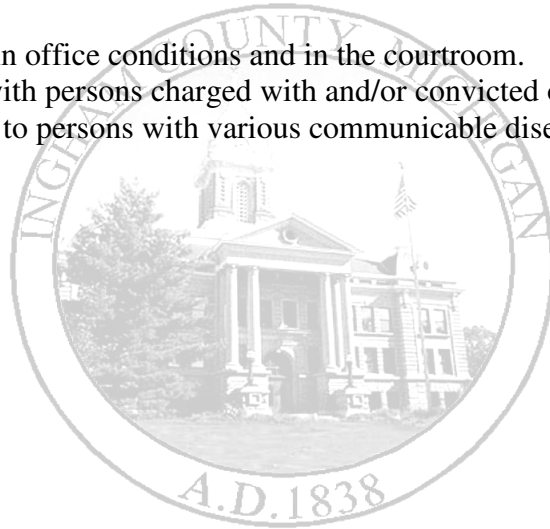 in office conditions and in the courtroom.
with persons charged with and/or convicted
to persons with various communicable
INGHAM COUNTY, MICHIGAN
A.D. 1838